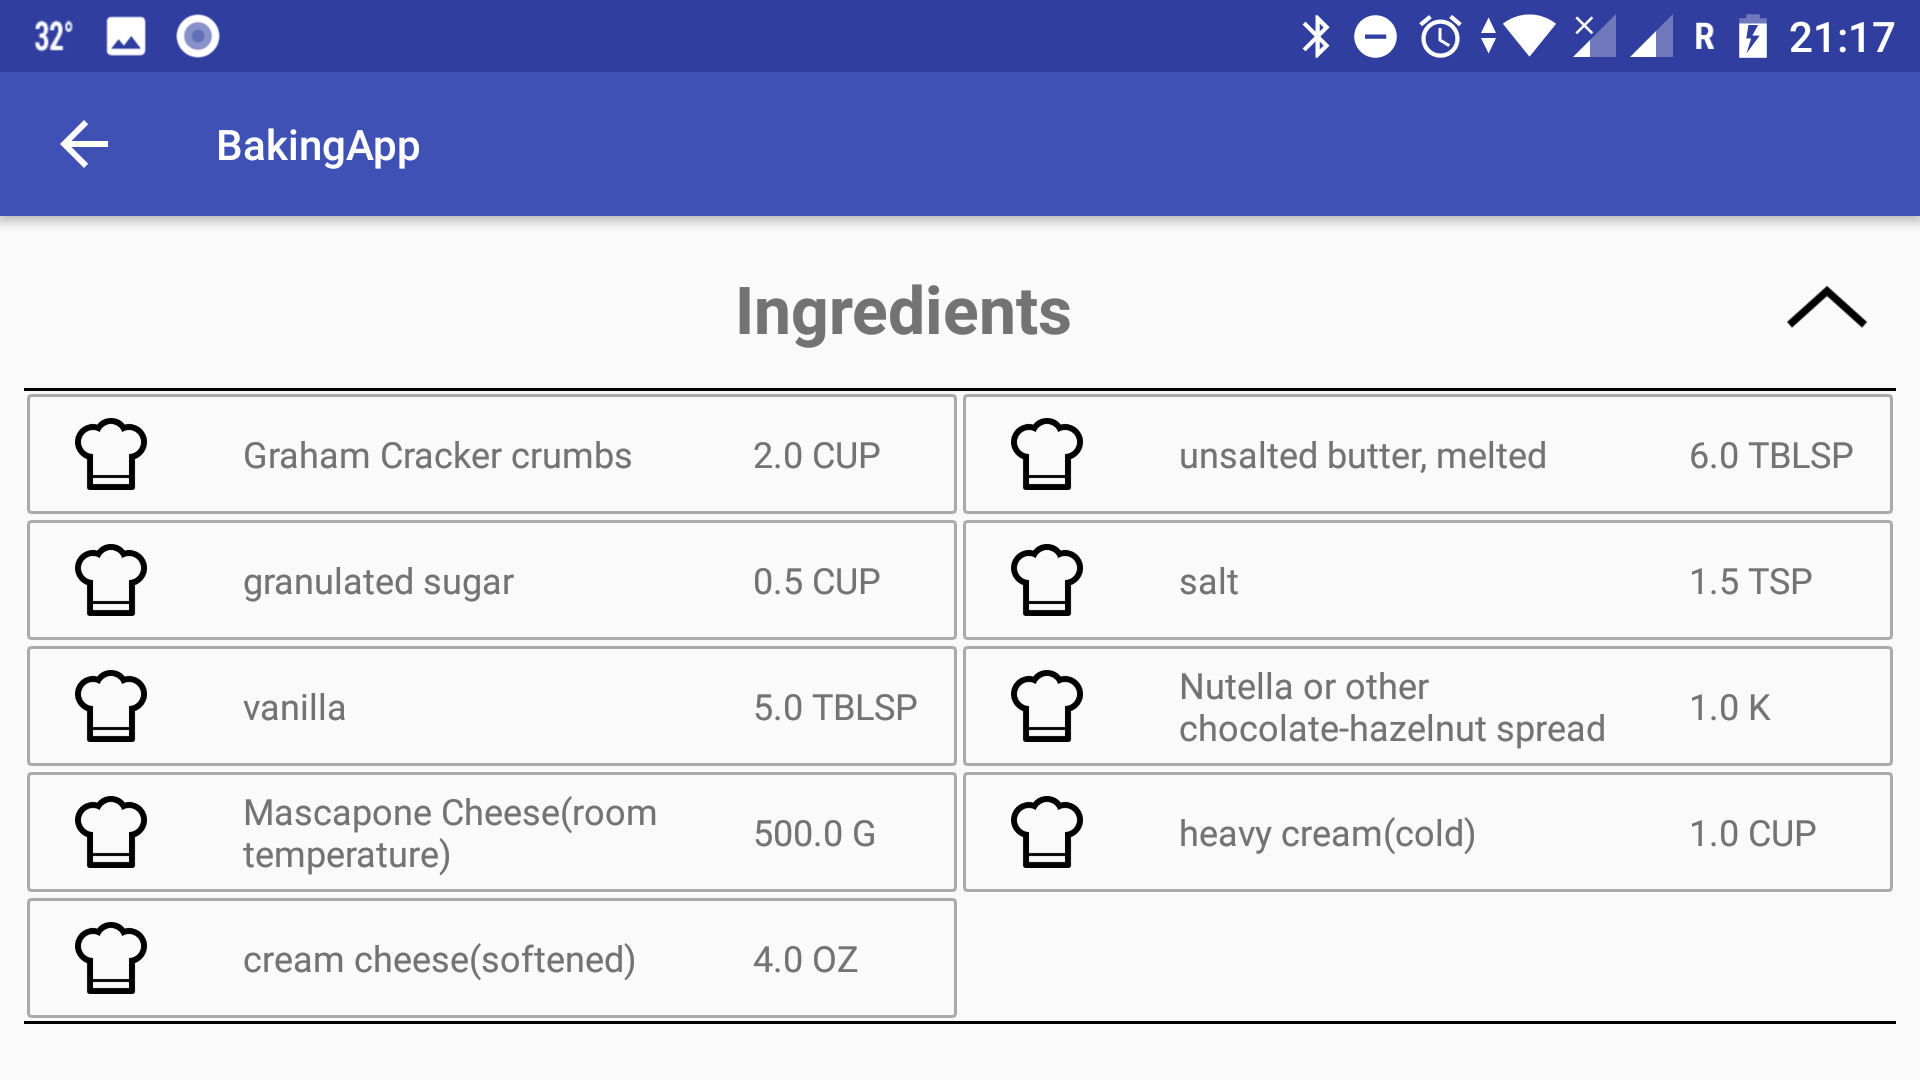 32°
R
21:17
BakingApp
Ingredients
Graham Cracker crumbs 2.0 CUP
unsalted butter, melted 6.0 TBLSP
granulated sugar 0.5 CUP
salt 1.5 TSP
vanilla 5.0 TBLSP
Nutella or other
chocolate-hazelnut spread 1.0 K
Mascapone Cheese(room
temperature) 500.0 G
heavy cream(cold) 1.0 CUP
cream cheese(softened) 4.0 OZ